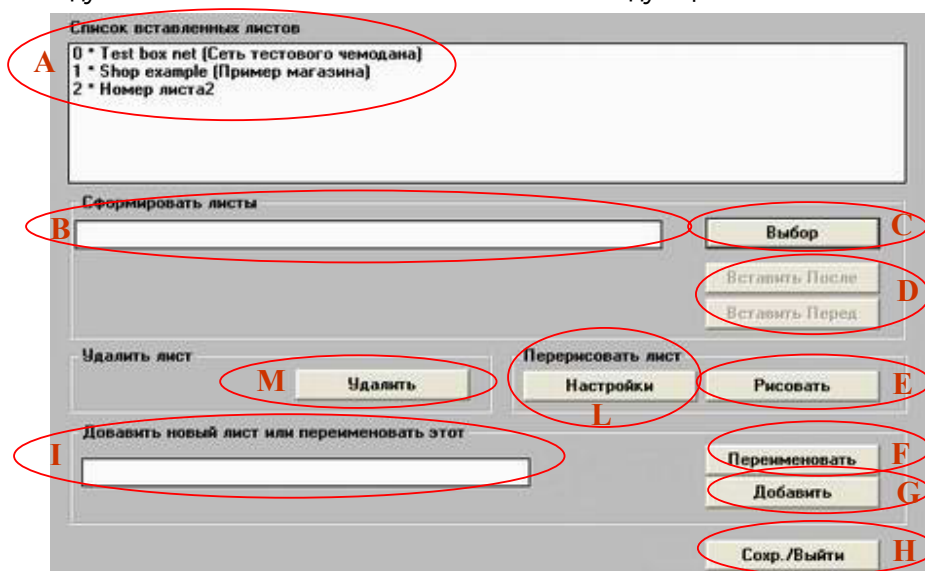 Список вставленных листов
A
0 * Test box net (Сеть тестового чемодана)
1 * Shop example (Пример магазина)
2 * Номер листа2
Сформировать листы
B
Выбор C
Вставить После
D
Вставить Перед
Удалить лист
M Удалить
Перерисовать лист
Настройки
L
Рисовать E
Добавить новый лист или переименовать этот
I
Переименовать F
Добавить G
Сохр./Выйти H